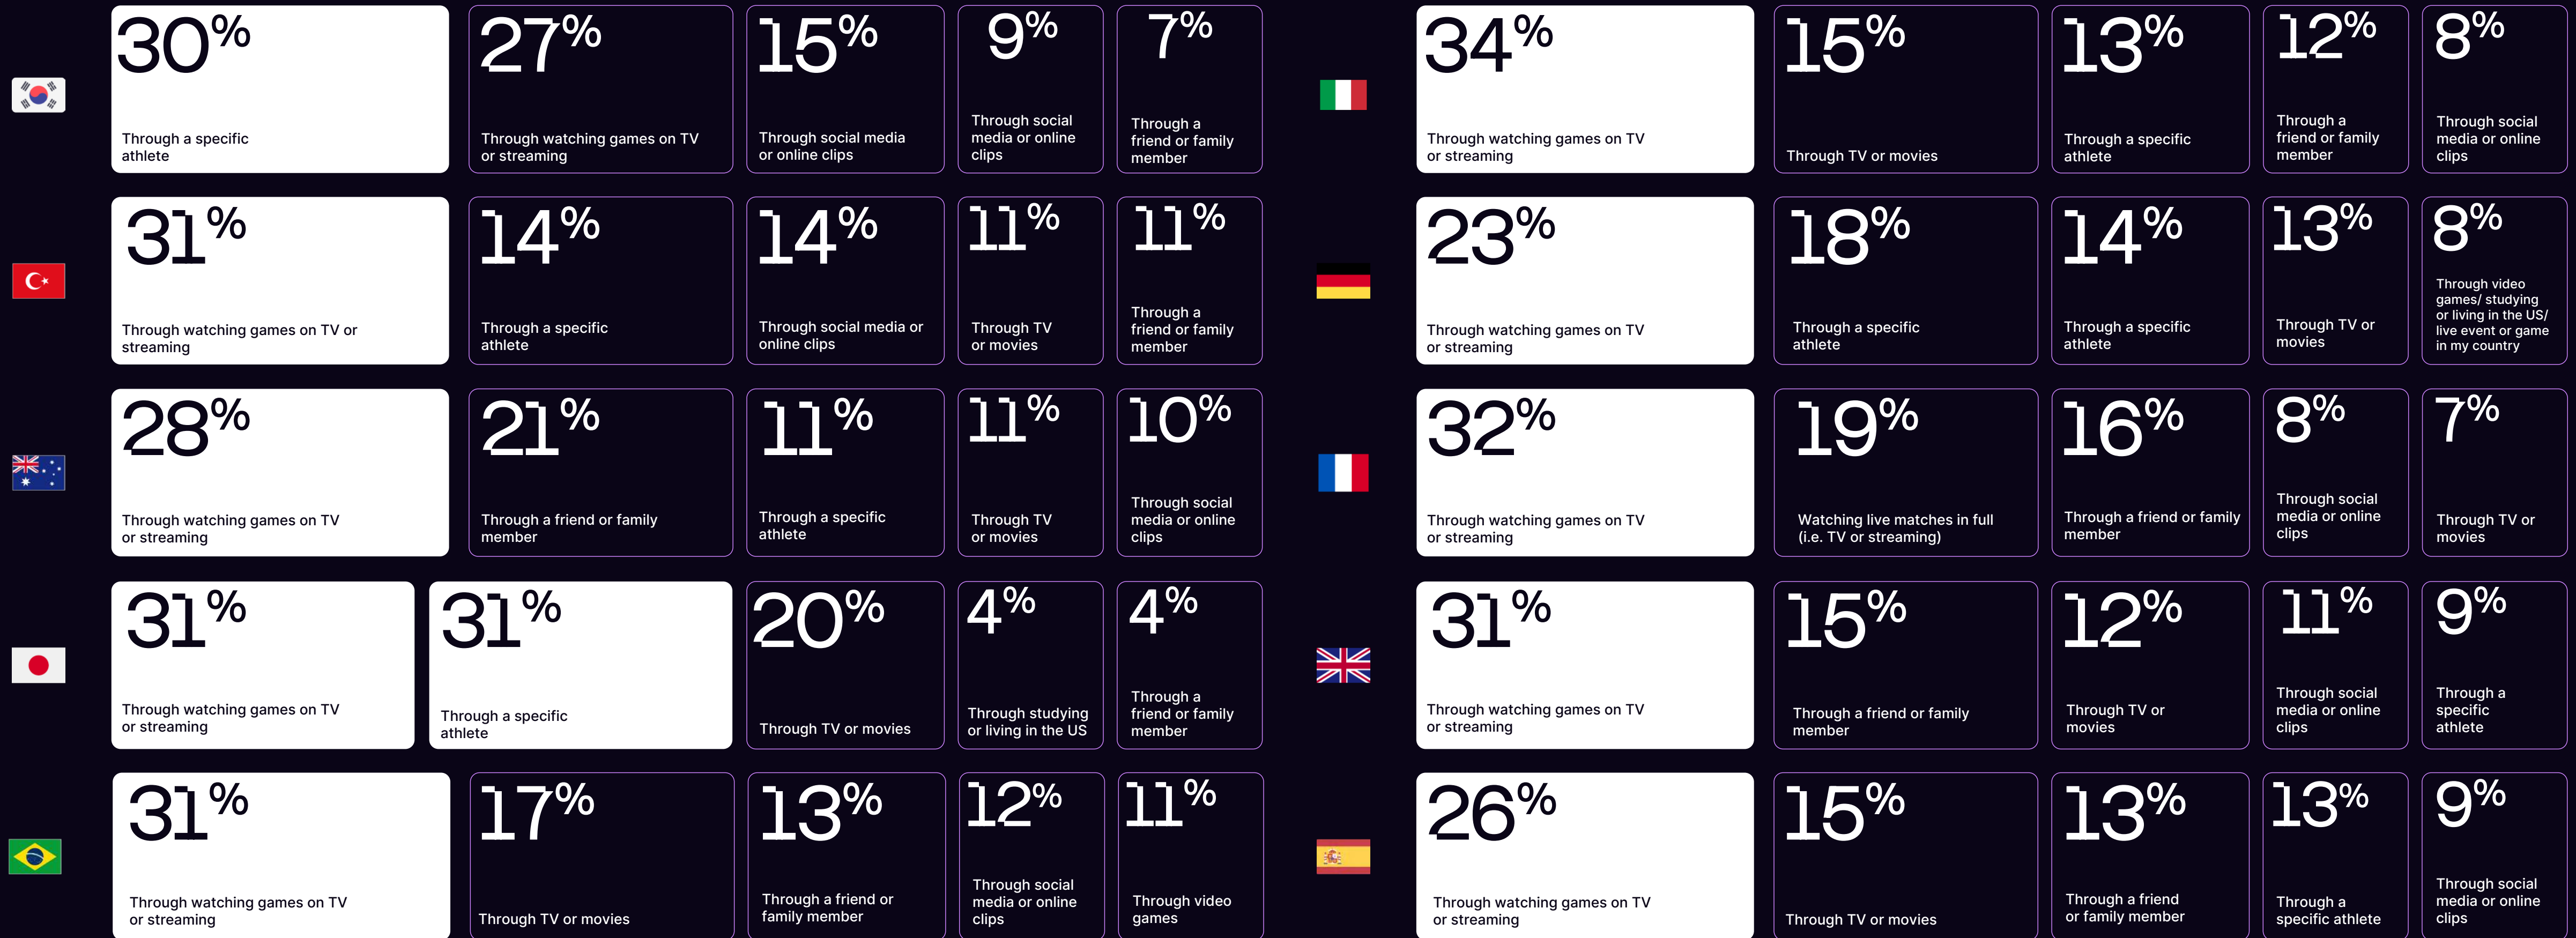 30%
Through a specific
athlete
27%
Through watching games on TV
or streaming
15%
Through social media
or online clips
9%
Through social
media or online
clips
7%
Through a
friend or family
member
34%
Through watching games on TV
or streaming
15%
Through TV or movies
13%
Through a specific
athlete
12%
Through a
friend or family
member
8%
Through social
media or online
clips
31%
Through watching games on TV or
streaming
14%
Through a specific
athlete
14%
Through social media or
online clips
11%
Through TV
or movies
11%
Through a
friend or family
member
23%
Through watching games on TV
or streaming
18%
Through a specific
athlete
14%
Through a specific
athlete
13%
Through TV or
movies
8%
Through video
games/ studying
or living in the US/
live event or game
in my country
28%
Through watching games on TV
or streaming
21%
Through a friend or family
member
11%
Through a specific
athlete
11%
Through TV
or movies
10%
Through social
media or online
clips
32%
Through watching games on TV
or streaming
19%
Watching live matches in full
(i.e. TV or streaming)
16%
Through a friend or family
member
8%
Through social
media or online
clips
7%
Through TV or
movies
31%
Through watching games on TV
or streaming
31%
Through a specific
athlete
20%
Through TV or movies
4%
Through studying
or living in the US
4%
Through a
friend or family
member
31%
Through watching games on TV
or streaming
15%
Through a friend or family
member
12%
Through TV or
movies
11%
Through social
media or online
clips
9%
Through a
specific
athlete
31%
Through watching games on TV
or streaming
17%
Through TV or movies
13%
Through a friend or
family member
12%
Through social
media or online
clips
11%
Through video
games
26%
Through watching games on TV
or streaming
15%
Through TV or movies
13%
Through a friend
or family member
13%
Through a
specific athlete
9%
Through social
media or online
clips